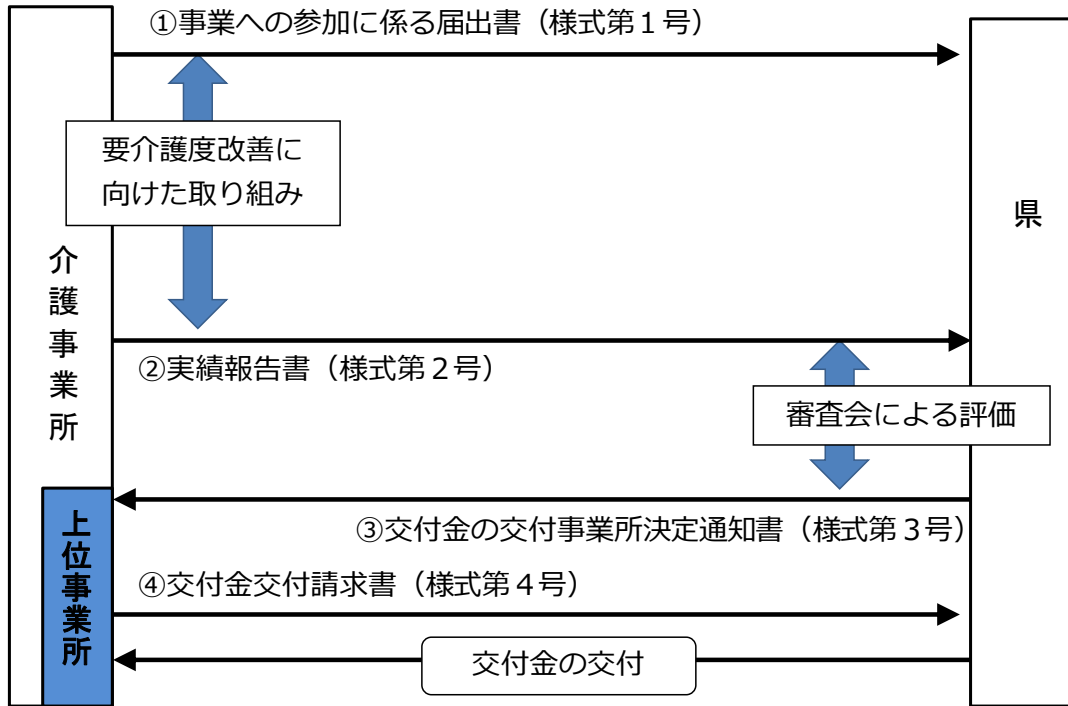 ①事業への参加に係る届出書（様式第１号）
要介護度改善に
向けた取り組み
県
介護事業所
②実績報告書（様式第２号）
審査会による評価
上位事業所
③交付金の交付事業所決定通知書（様式第３号）
④交付金交付請求書（様式第４号）
交付金の交付